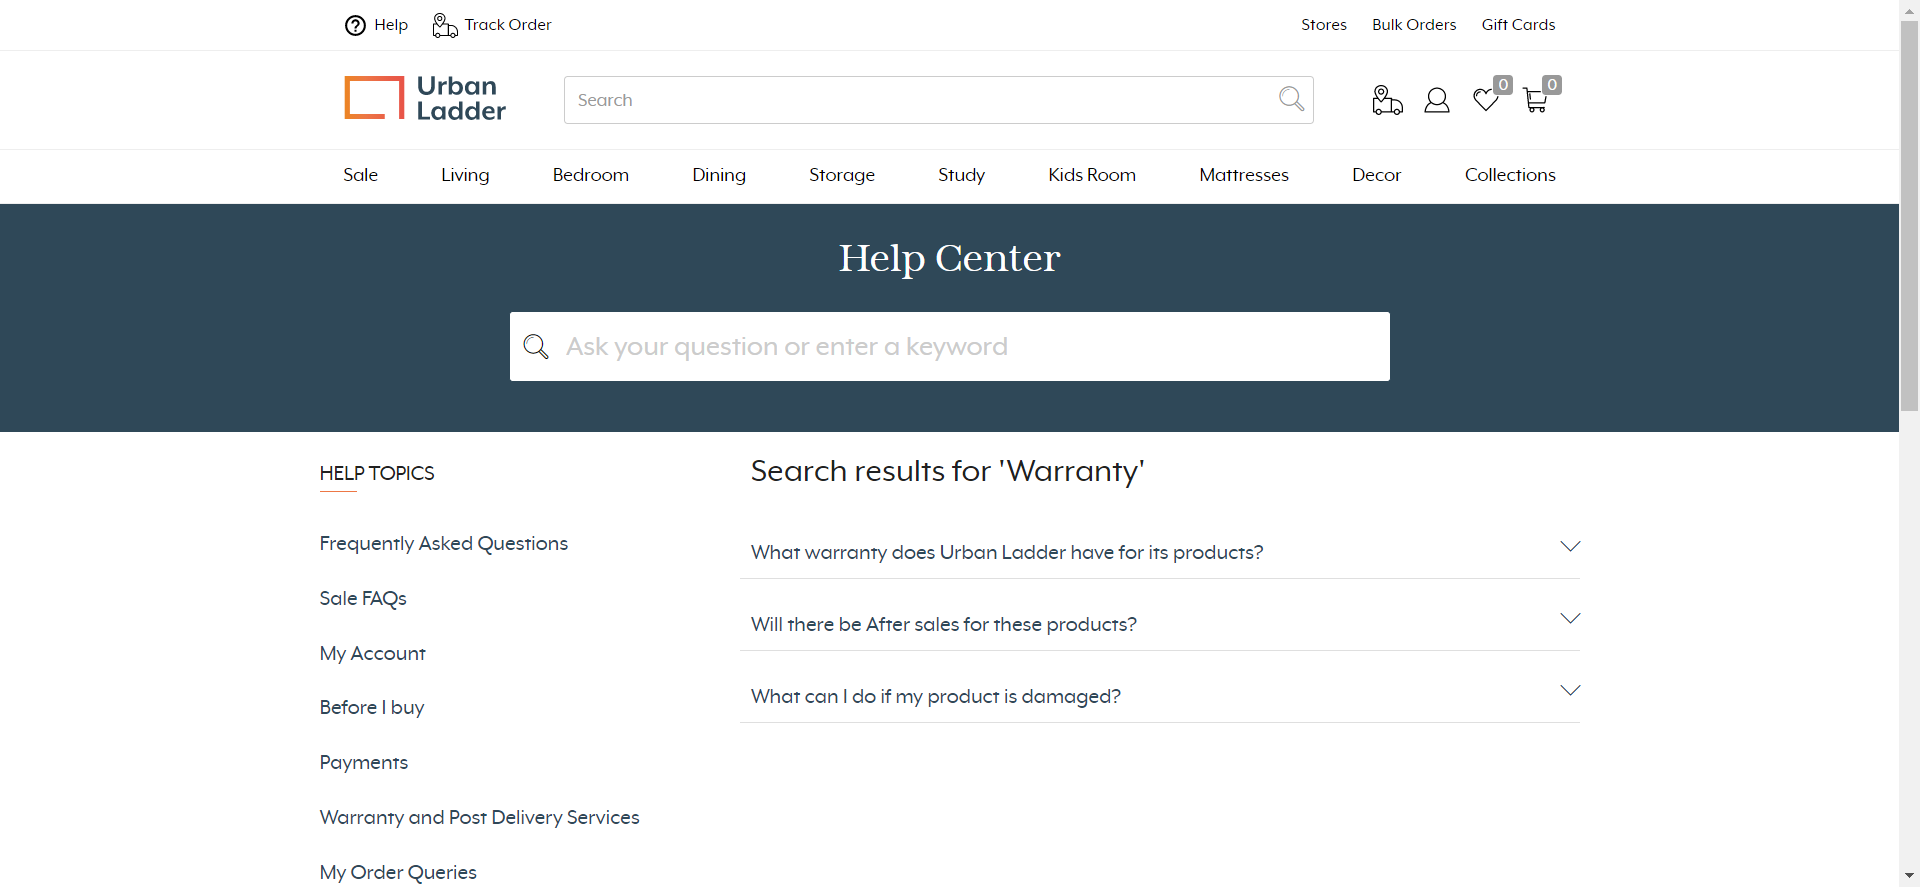 Help Track Order Stores Bulk Orders Gift Cards
Urban
Ladder
Search
0 0
Sale Living Bedroom Dining Storage Study Kids Room Mattresses Decor Collections
Help Center
Ask your question or enter a keyword
HELP TOPICS
Frequently Asked Questions
Sale FAQs
My Account
Before I buy
Payments
Warranty and Post Delivery Services
My Order Queries
Search results for 'Warranty'
What warranty does Urban Ladder have for its products?
Will there be After sales for these products?
What can I do if my product is damaged?